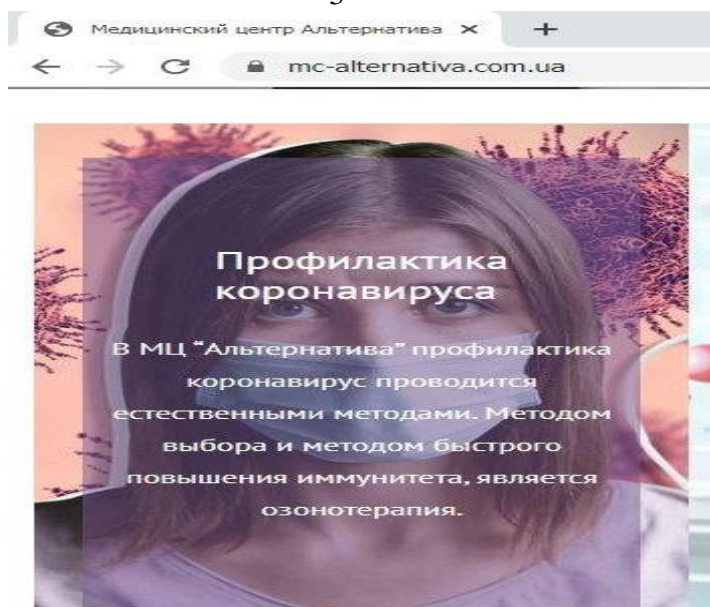 Медицинский центр Альтернатива
mc-alternativa.com.ua
Профилактика
коронавируса
В МЦ “Альтернатива” профилактика
коронавирус проводится
естественными методами. Методом
выбора и методом быстрого
повышения иммунитета, является
озонотерапия.